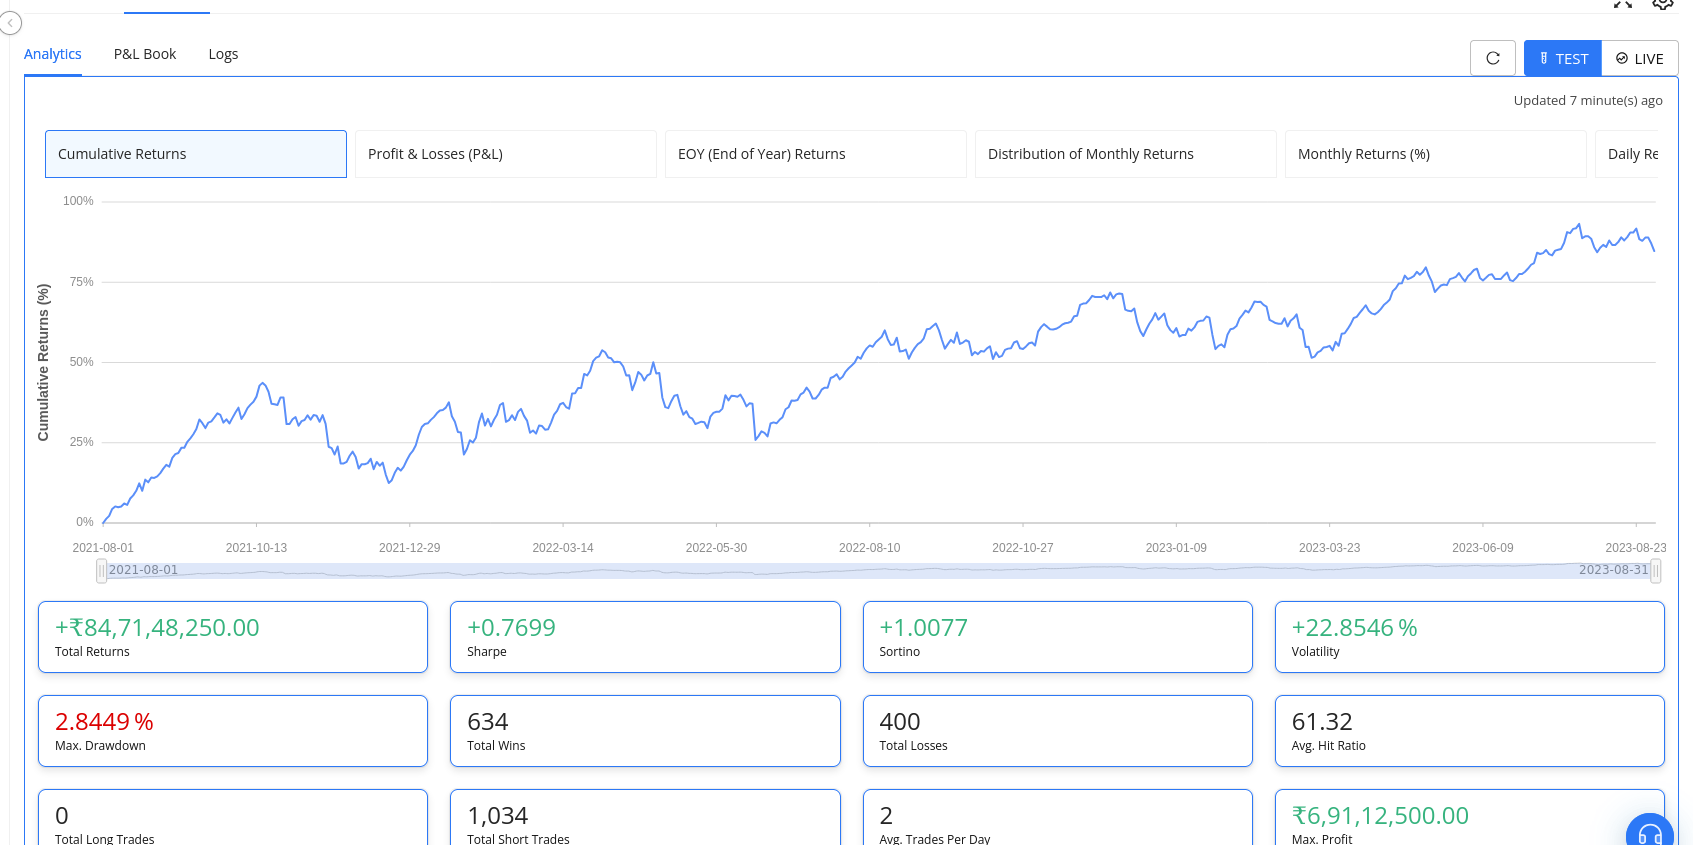 Analytics P&L Book Logs
TEST LIVE
Updated 7 minute(s) ago
Cumulative Returns
Profit & Losses (P&L)
EOY (End of Year) Returns
Distribution of Monthly Returns
Monthly Returns (%)
Daily Re
100%
75%
50%
25%
0%
Cumulative Returns (%)
2021-08-01 2021-10-13 2021-12-29 2022-03-14 2022-05-30 2022-08-10 2022-10-27 2023-01-09 2023-03-23 2023-06-09 2023-08-23
2021-08-01 2023-08-31
+₹84,71,48,250.00
Total Returns
+0.7699
Sharpe
+1.0077
Sortino
+22.8546 %
Volatility
2.8449 %
Max. Drawdown
634
Total Wins
400
Total Losses
61.32
Avg. Hit Ratio
0
Total Long Trades
1,034
Total Short Trades
2
Avg. Trades Per Day
₹6,91,12,500.00
Max. Profit